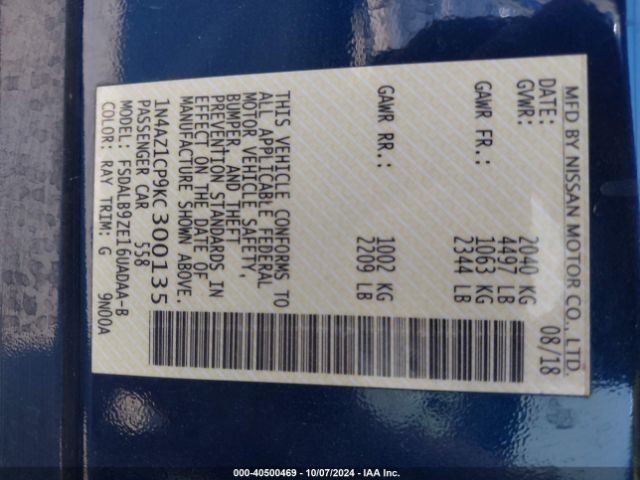 MFD BY NISSAN MOTOR CO., LTD.
DATE: 08/18
GVWR: 2040 KG
4497 LB
GAWR FR.: 1063 KG
2344 LB
GAWR RR.: 1002 KG
2209 LB
THIS VEHICLE CONFORMS TO
ALL APPLICABLE FEDERAL
MOTOR VEHICLE SAFETY,
BUMPER, AND THEFT
PREVENTION STANDARDS IN
EFFECT ON THE DATE OF
MANUFACTURE SHOWN ABOVE.
1N4AZ1CP9KC300135
PASSENGER CAR 558
MODEL: FSDALB9ZE16UADAA-B
COLOR: RAY TRIM: G 9N00A
000-40500469 - 10/07/2024 - IAA Inc.